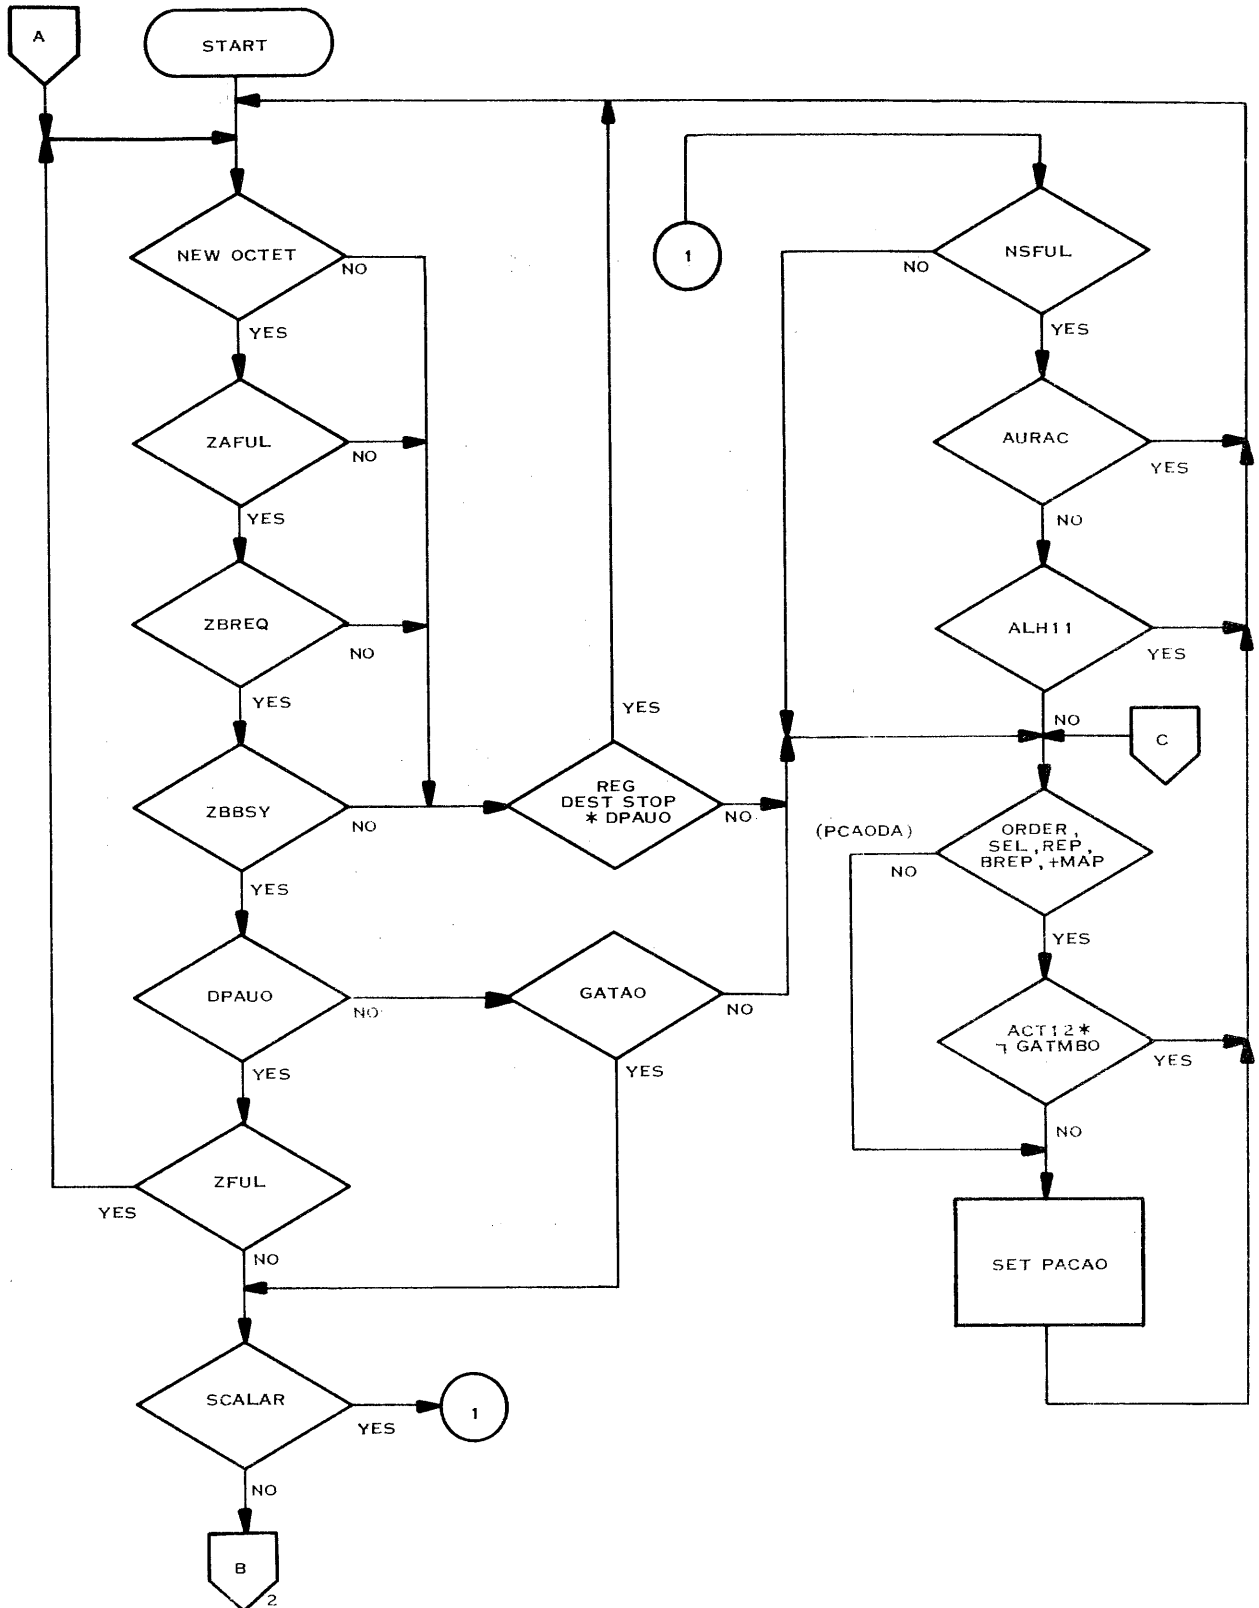 A
START
NEW OCTET
NO
YES
ZAFUL
NO
YES
ZBREQ
NO
YES
ZBBSY
NO
YES
DPAUO
NO
YES
ZFUL
YES
NO
SCALAR
YES
1
NO
B
2
YES
REG
DEST STOP
* DPAUO
NO
GATAO
NO
YES
1
NSFUL
NO
YES
AURAC
YES
NO
ALH11
YES
NO
C
(PCAODA)
ORDER,
SEL, REP,
BREP, +MAP
NO
YES
ACT12*
¬ GATMBO
YES
NO
SET PACAO